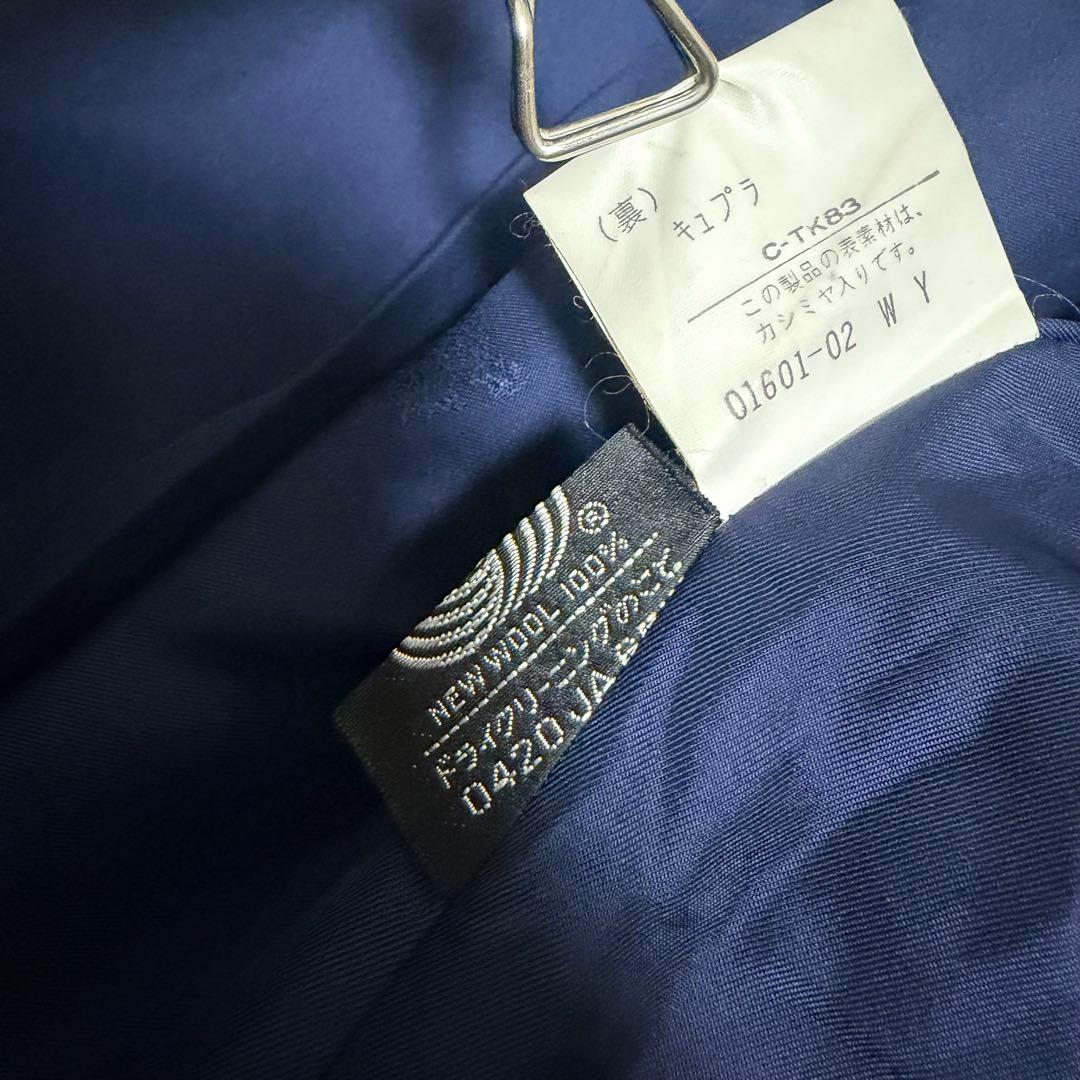 (裏) キュプラ
C-TK83
この製品の表素材は、
カシミヤ入りです。
01601-02 W Y
®
NEW WOOL 100%
ドライクリーニングのこと
0420JA